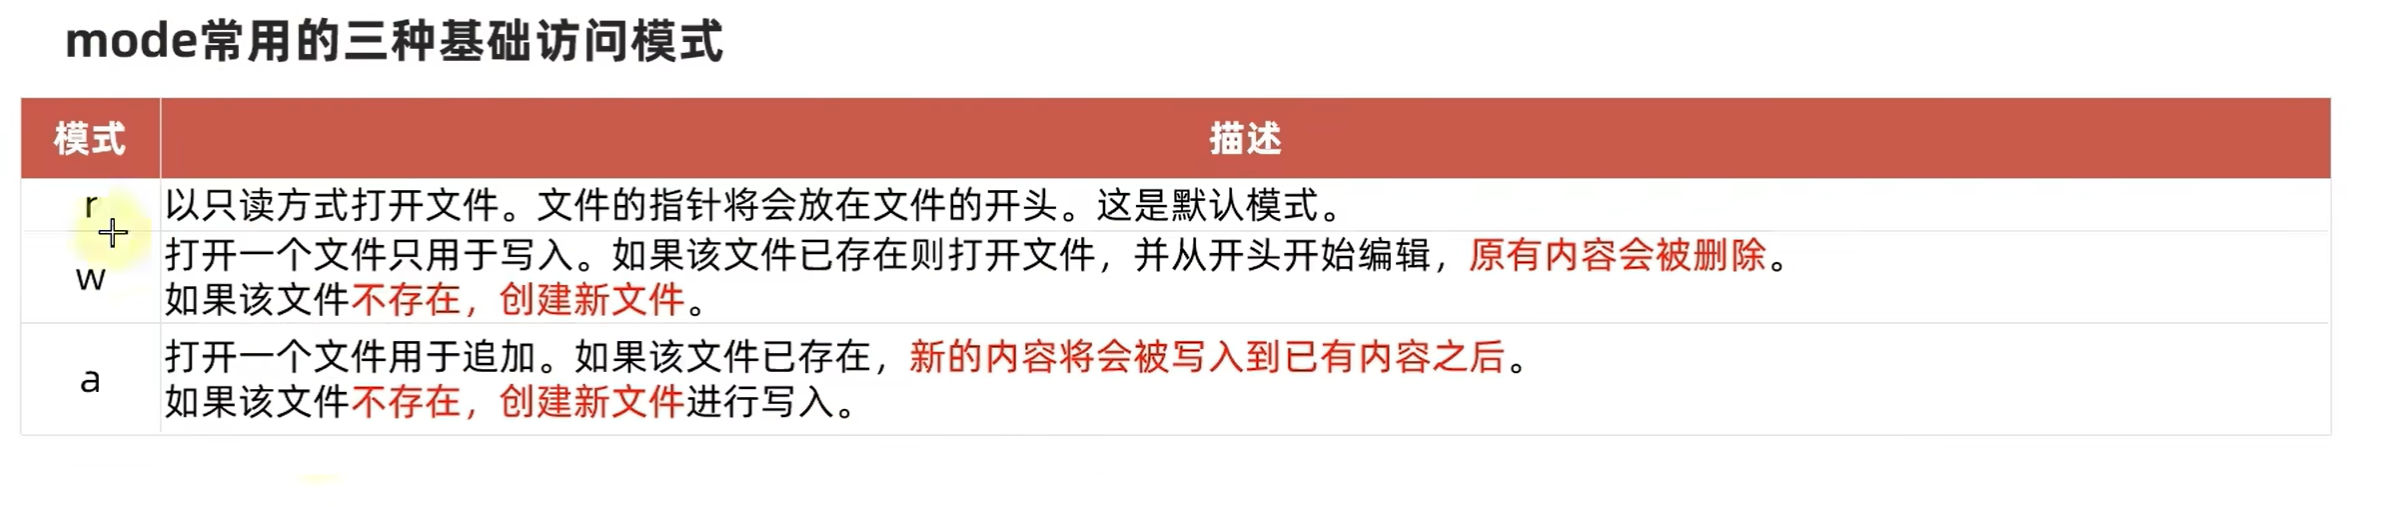 mode常用的三种基础访问模式
模式 描述
r 以只读方式打开文件。文件的指针将会放在文件的开头。这是默认模式。
w 打开一个文件只用于写入。如果该文件已存在则打开文件，并从开头开始编辑，原有内容会被删除。
如果该文件不存在，创建新文件。
a 打开一个文件用于追加。如果该文件已存在，新的内容将会被写入到已有内容之后。
如果该文件不存在，创建新文件进行写入。